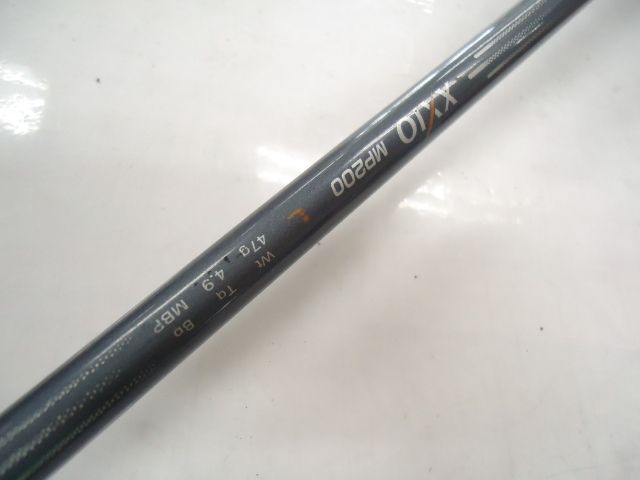 XXIO MP200
Wt Tq Bp
47g 4.9 MBP